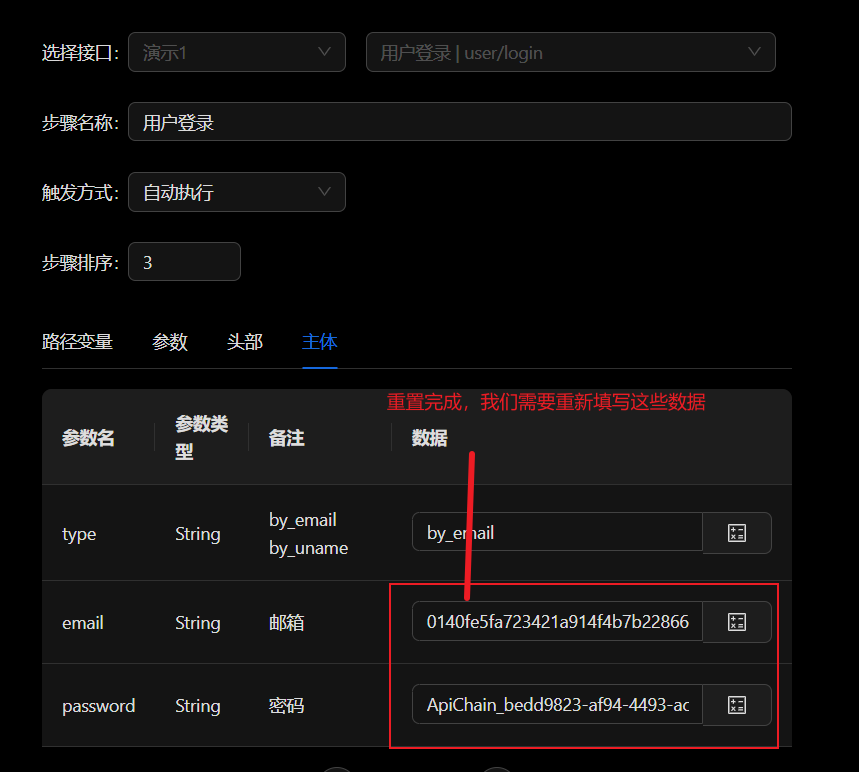 选择接口: 演示1 用户登录 | user/login
步骤名称: 用户登录
触发方式: 自动执行
步骤排序: 3
路径变量 参数 头部 主体
重置完成，我们需要重新填写这些数据
参数名 参数类型 备注 数据
type String by_email by_uname by_email
email String 邮箱 0140fe5fa723421a914f4b7b22866
password String 密码 ApiChain_bedd9823-af94-4493-ac